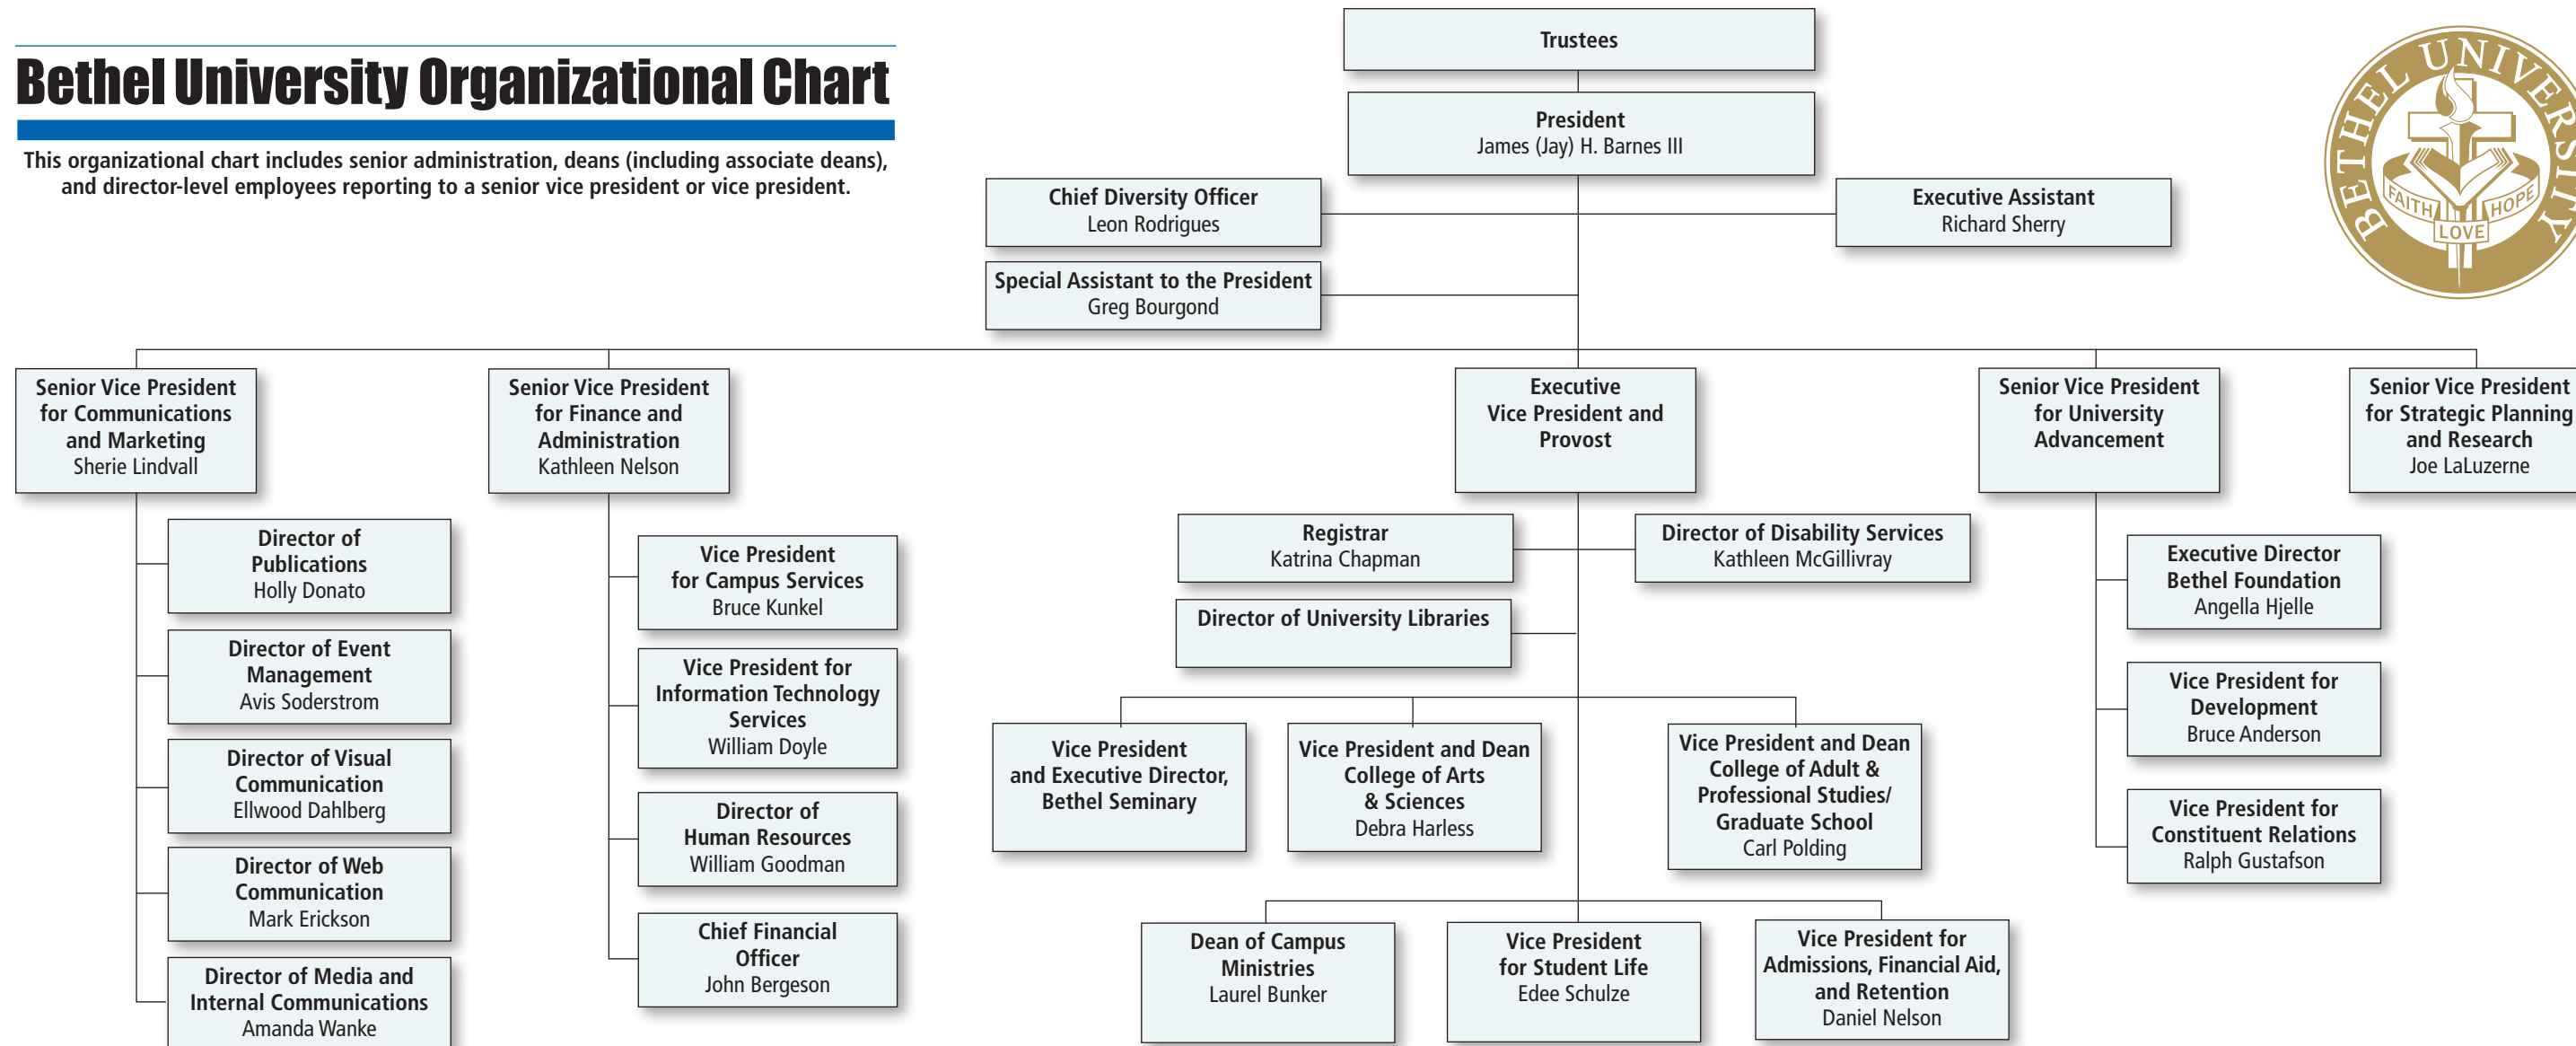 Bethel University Organizational Chart
This organizational chart includes senior administration, deans (including associate deans),
and director-level employees reporting to a senior vice president or vice president.
Trustees
President
James (Jay) H. Barnes III
Chief Diversity Officer
Leon Rodrigues
Executive Assistant
Richard Sherry
Special Assistant to the President
Greg Bourgond
BETHEL UNIVERSITY
FAITH
LOVE
HOPE
Senior Vice President
for Communications
and Marketing
Sherie Lindvall
Director of
Publications
Holly Donato
Director of Event
Management
Avis Soderstrom
Director of Visual
Communication
Ellwood Dahlberg
Director of Web
Communication
Mark Erickson
Director of Media and
Internal Communications
Amanda Wanke
Senior Vice President
for Finance and
Administration
Kathleen Nelson
Vice President
for Campus Services
Bruce Kunkel
Vice President for
Information Technology
Services
William Doyle
Director of
Human Resources
William Goodman
Chief Financial
Officer
John Bergeson
Executive
Vice President and
Provost
Registrar
Katrina Chapman
Director of Disability Services
Kathleen McGillivray
Director of University Libraries
Vice President
and Executive Director,
Bethel Seminary
Vice President and Dean
College of Arts
& Sciences
Debra Harless
Vice President and Dean
College of Adult &
Professional Studies/
Graduate School
Carl Polding
Dean of Campus
Ministries
Laurel Bunker
Vice President
for Student Life
Edee Schulze
Vice President for
Admissions, Financial Aid,
and Retention
Daniel Nelson
Senior Vice President
for University
Advancement
Executive Director
Bethel Foundation
Angella Hjelle
Vice President for
Development
Bruce Anderson
Vice President for
Constituent Relations
Ralph Gustafson
Senior Vice President
for Strategic Planning
and Research
Joe LaLuzerne